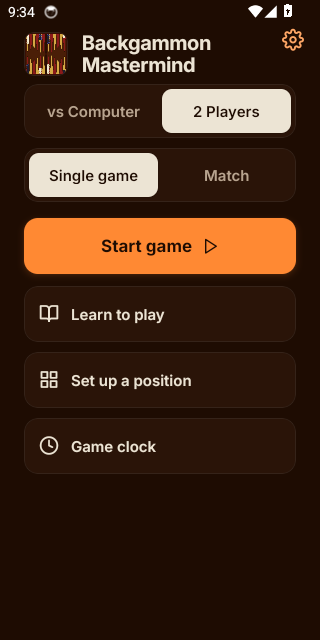 9:34
Backgammon
Mastermind
vs Computer
2 Players
Single game
Match
Start game
Learn to play
Set up a position
Game clock